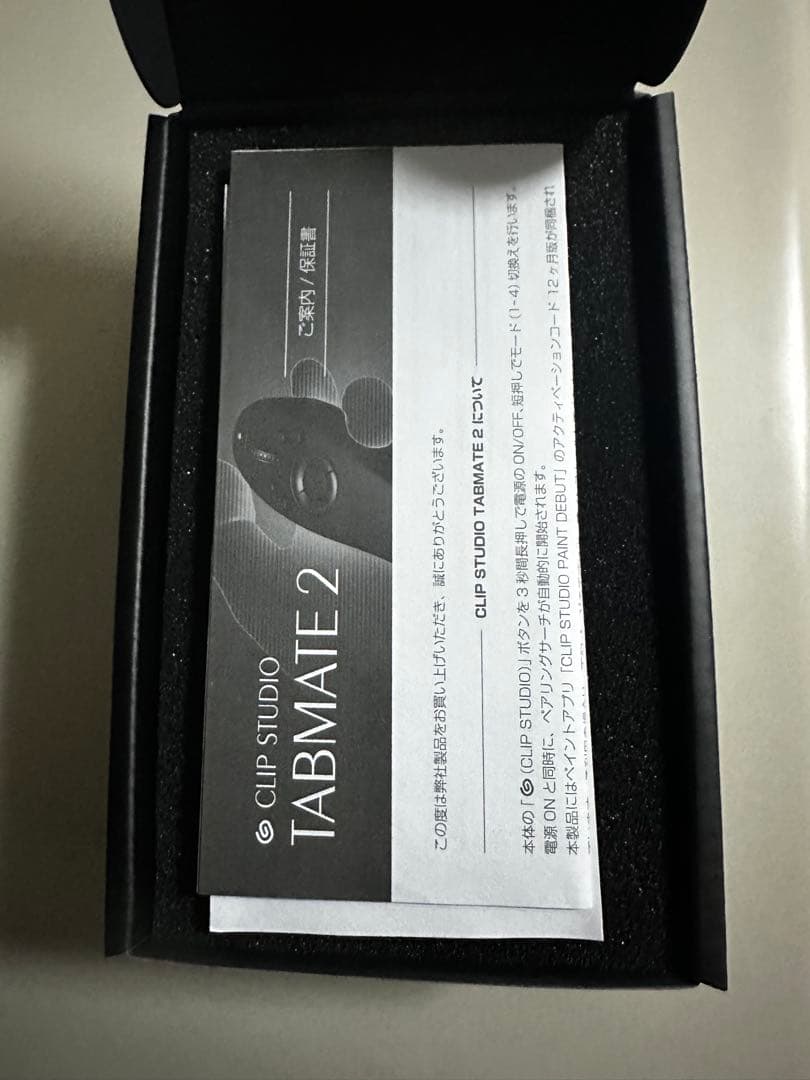 CLIP STUDIO
TABMATE 2
ご案内 / 保証書
この度は弊社製品をお買い上げいただき、誠にありがとうございます。
CLIP STUDIO TABMATE 2 について
本体の「 (CLIP STUDIO)」ボタンを 3 秒間長押しで電源の ON/OFF、短押しでモード (1-4) 切換えを行います。
電源 ON と同時に、ペアリングサーチが自動的に開始されます。
本製品にはペイントアプリ「CLIP STUDIO PAINT DEBUT」のアクティベーションコード 12 ヶ月版が同梱され